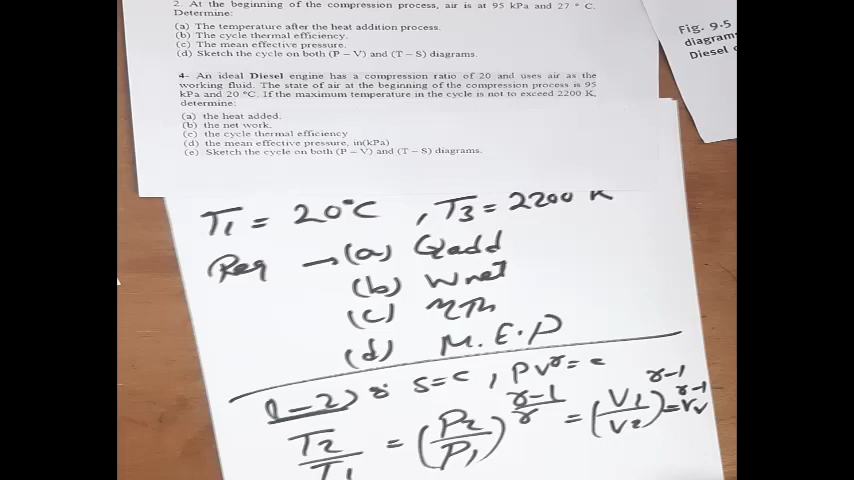 2. At the beginning of the compression process, air is at 95 kPa and 27 ° C.
Determine:
(a) The temperature after the heat addition process.
(b) The cycle thermal efficiency.
(c) The mean effective pressure.
(d) Sketch the cycle on both (P – V) and (T – S) diagrams.
4- An ideal Diesel engine has a compression ratio of 20 and uses air as the
working fluid. The state of air at the beginning of the compression process is 95
kPa and 20 °C. If the maximum temperature in the cycle is not to exceed 2200 K,
determine:
(a) the heat added.
(b) the net work.
(c) the cycle thermal efficiency
(d) the mean effective pressure, in(kPa)
(e) Sketch the cycle on both (P – V) and (T – S) diagrams.
Fig. 9-5
diagrams
Diesel
T1 = 20°C , T3 = 2200 K
Req → (a) Qadd
(b) Wnet
(c) ηTh
(d) M.E.P
(1-2) 8 S=c , PV^γ = c
T2/T1 = (P2/P1)^(γ-1/γ) = (V1/V2)^(γ-1) = rv^(γ-1)